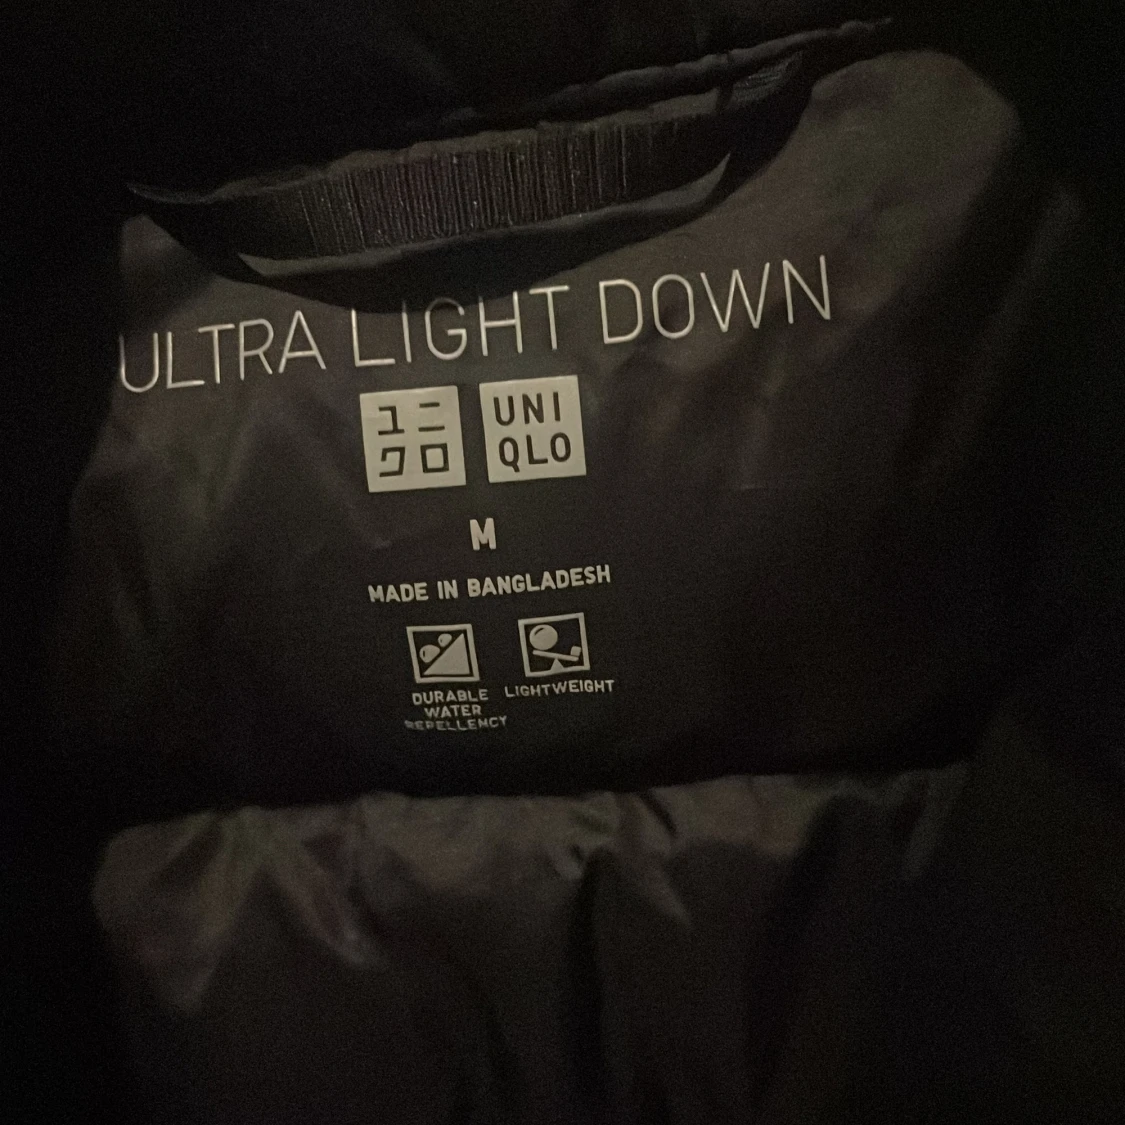 ULTRA LIGHT DOWN
ユニ
クロ
UNI
QLO
M
MADE IN BANGLADESH
DURABLE
WATER
REPELLENCY
LIGHTWEIGHT